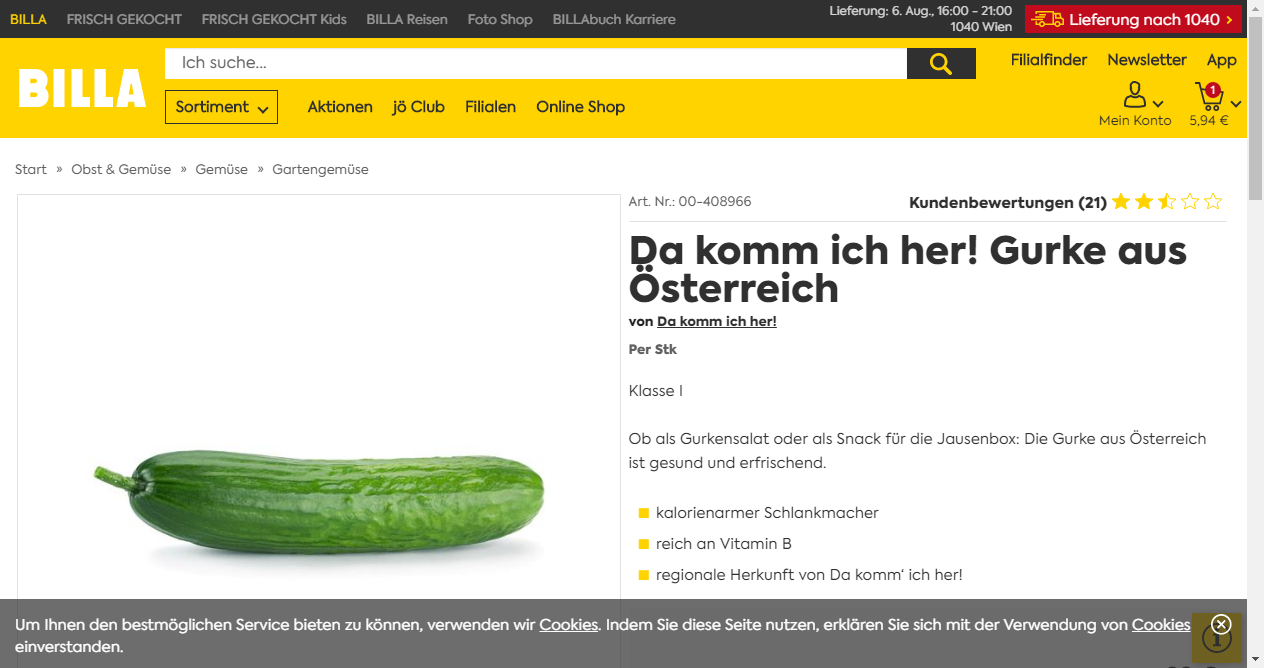 BILLA FRISCH GEKOCHT FRISCH GEKOCHT Kids BILLA Reisen Foto Shop BILLAbuch Karriere
Lieferung: 6. Aug., 16:00 - 21:00
1040 Wien
Lieferung nach 1040 ›
BILLA
Ich suche...
Filialfinder Newsletter App
Sortiment Aktionen jö Club Filialen Online Shop
1
Mein Konto 5,94 €
Start » Obst & Gemüse » Gemüse » Gartengemüse
Art. Nr.: 00-408966
Kundenbewertungen (21)
Da komm ich her! Gurke aus
Österreich
von Da komm ich her!
Per Stk
Klasse I
Ob als Gurkensalat oder als Snack für die Jausenbox: Die Gurke aus Österreich
ist gesund und erfrischend.
kalorienarmer Schlankmacher
reich an Vitamin B
regionale Herkunft von Da komm‘ ich her!
Um Ihnen den bestmöglichen Service bieten zu können, verwenden wir Cookies. Indem Sie diese Seite nutzen, erklären Sie sich mit der Verwendung von Cookies
einverstanden.